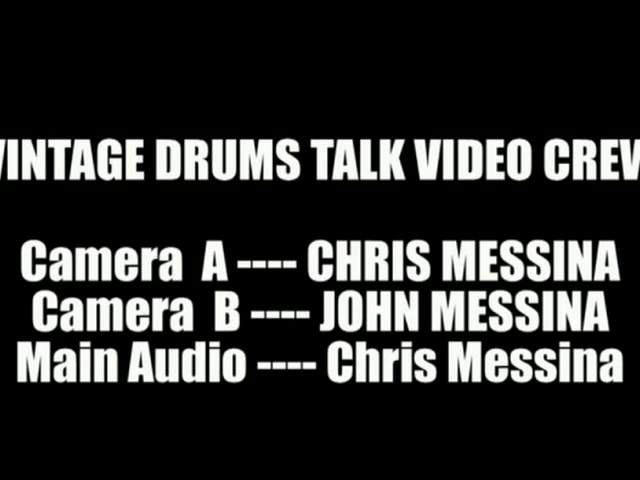 VINTAGE DRUMS TALK VIDEO CREW
Camera A ---- CHRIS MESSINA
Camera B ---- JOHN MESSINA
Main Audio ---- Chris Messina